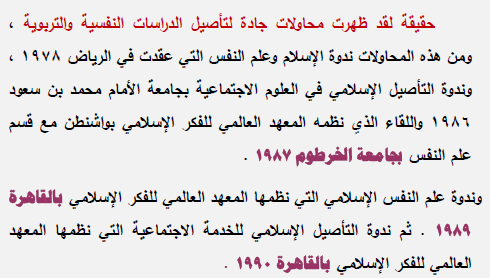 حقيقة لقد ظهرت محاولات جادة لتأصيل الدراسات النفسية والتربوية ،
ومن هذه المحاولات ندوة الإسلام وعلم النفس التي عقدت في الرياض ١٩٧٨ ،
وندوة التأصيل الإسلامي في العلوم الاجتماعية بجامعة الأمام محمد بن سعود
١٩٨٦ واللقاء الذي نظمه المعهد العالمي للفكر الإسلامي بواشنطن مع قسم
علم النفس بجامعة الخرطوم ١٩٨٧ .
وندوة علم النفس الإسلامي التي نظمها المعهد العالمي للفكر الإسلامي بالقاهرة
١٩٨٩ . ثم ندوة التأصيل الإسلامي للخدمة الاجتماعية التي نظمها المعهد
العالمي للفكر الإسلامي بالقاهرة ١٩٩٠ .